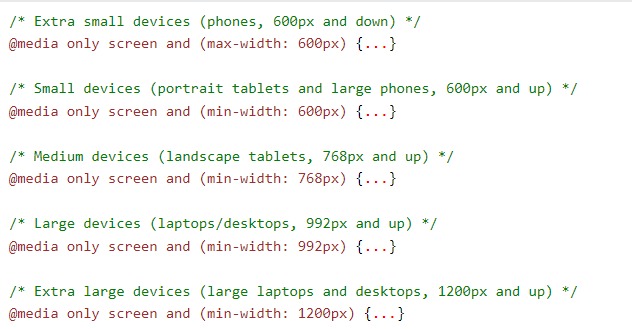 /* Extra small devices (phones, 600px and down) */
@media only screen and (max-width: 600px) {...}
/* Small devices (portrait tablets and large phones, 600px and up) */
@media only screen and (min-width: 600px) {...}
/* Medium devices (landscape tablets, 768px and up) */
@media only screen and (min-width: 768px) {...}
/* Large devices (laptops/desktops, 992px and up) */
@media only screen and (min-width: 992px) {...}
/* Extra large devices (large laptops and desktops, 1200px and up) */
@media only screen and (min-width: 1200px) {...}